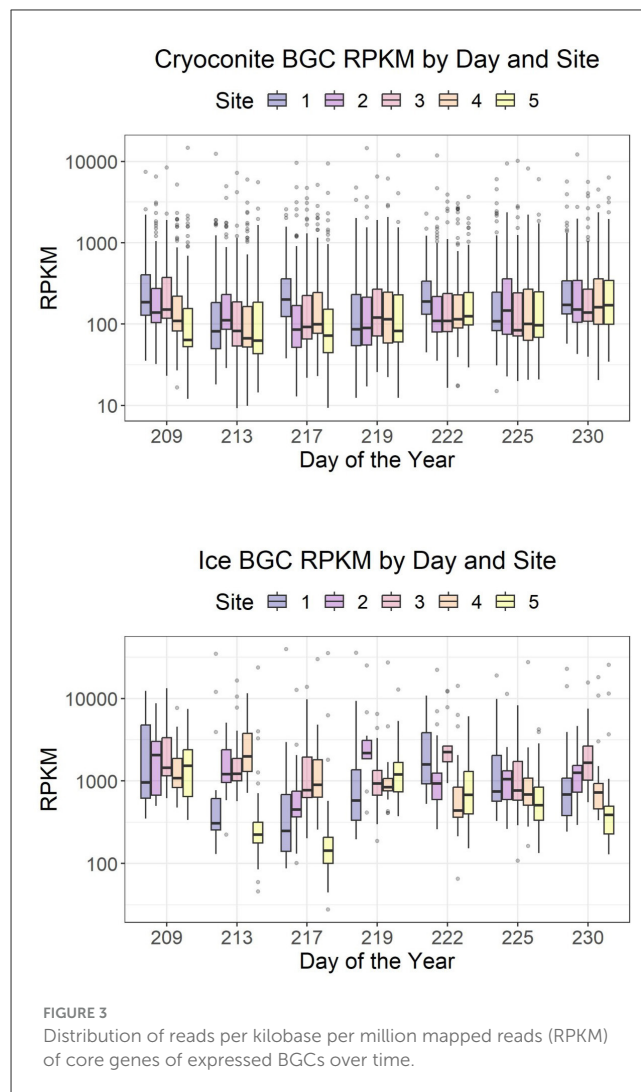 Cryoconite BGC RPKM by Day and Site
Site 1 2 3 4 5
RPKM
10000
1000
100
10
209 213 217 219 222 225 230
Day of the Year
Ice BGC RPKM by Day and Site
Site 1 2 3 4 5
RPKM
10000
1000
100
209 213 217 219 222 225 230
Day of the Year
FIGURE 3
Distribution of reads per kilobase per million mapped reads (RPKM)
of core genes of expressed BGCs over time.